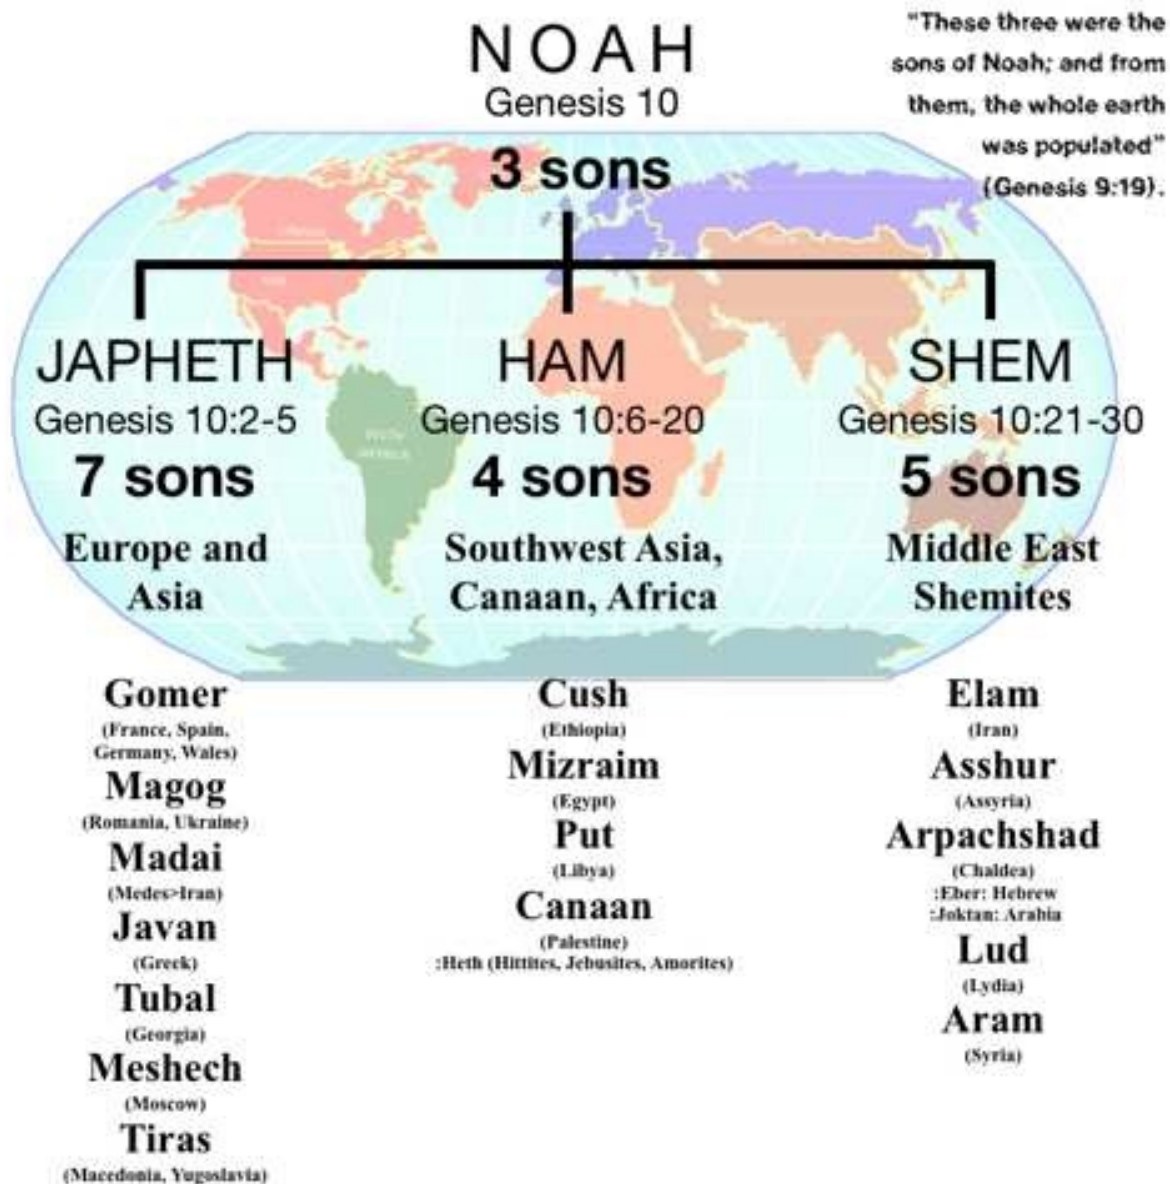 NOAH
Genesis 10
"These three were the
sons of Noah; and from
them, the whole earth
was populated"
(Genesis 9:19).
3 sons
JAPHETH
Genesis 10:2-5
7 sons
Europe and
Asia
Gomer
(France, Spain,
Germany, Wales)
Magog
(Romania, Ukraine)
Madai
(Medes>Iran)
Javan
(Greek)
Tubal
(Georgia)
Meshech
(Moscow)
Tiras
(Macedonia, Yugoslavia)
HAM
Genesis 10:6-20
4 sons
Southwest Asia,
Canaan, Africa
Cush
(Ethiopia)
Mizraim
(Egypt)
Put
(Libya)
Canaan
(Palestine)
:Heth (Hittites, Jebusites, Amorites)
SHEM
Genesis 10:21-30
5 sons
Middle East
Shemites
Elam
(Iran)
Asshur
(Assyria)
Arpachshad
(Chaldea)
:Eber: Hebrew
:Joktan: Arabia
Lud
(Lydia)
Aram
(Syria)